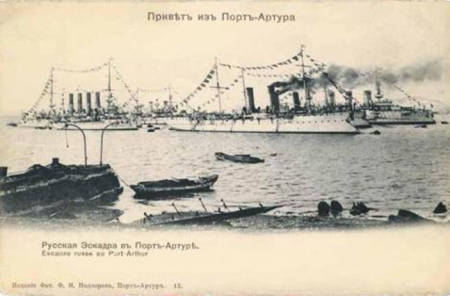 Привѣтъ изъ Портъ-Артура
Русская Эскадра въ Портъ-Артурѣ.
Escadre russe au Port Arthur
Изданіе Фот. Ф. И. Подпорина, Портъ-Артуръ. 12.